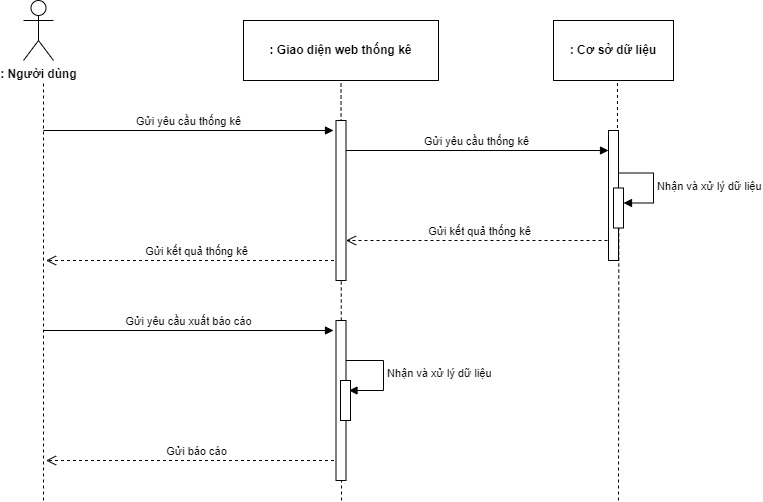 : Người dùng
: Giao diện web thống kê
: Cơ sở dữ liệu
Gửi yêu cầu thống kê
Gửi yêu cầu thống kê
Nhận và xử lý dữ liệu
Gửi kết quả thống kê
Gửi kết quả thống kê
Gửi yêu cầu xuất báo cáo
Nhận và xử lý dữ liệu
Gửi báo cáo